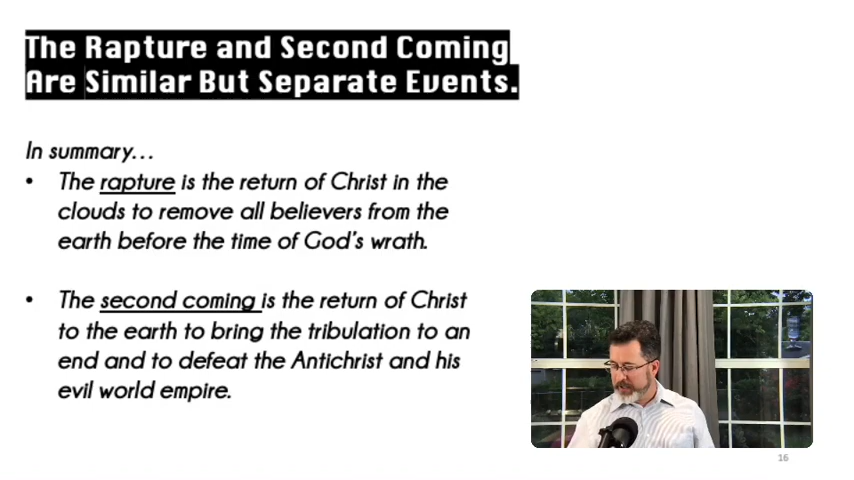 The Rapture and Second Coming
Are Similar But Separate Events.
In summary…
• The rapture is the return of Christ in the
clouds to remove all believers from the
earth before the time of God's wrath.
• The second coming is the return of Christ
to the earth to bring the tribulation to an
end and to defeat the Antichrist and his
evil world empire.
16